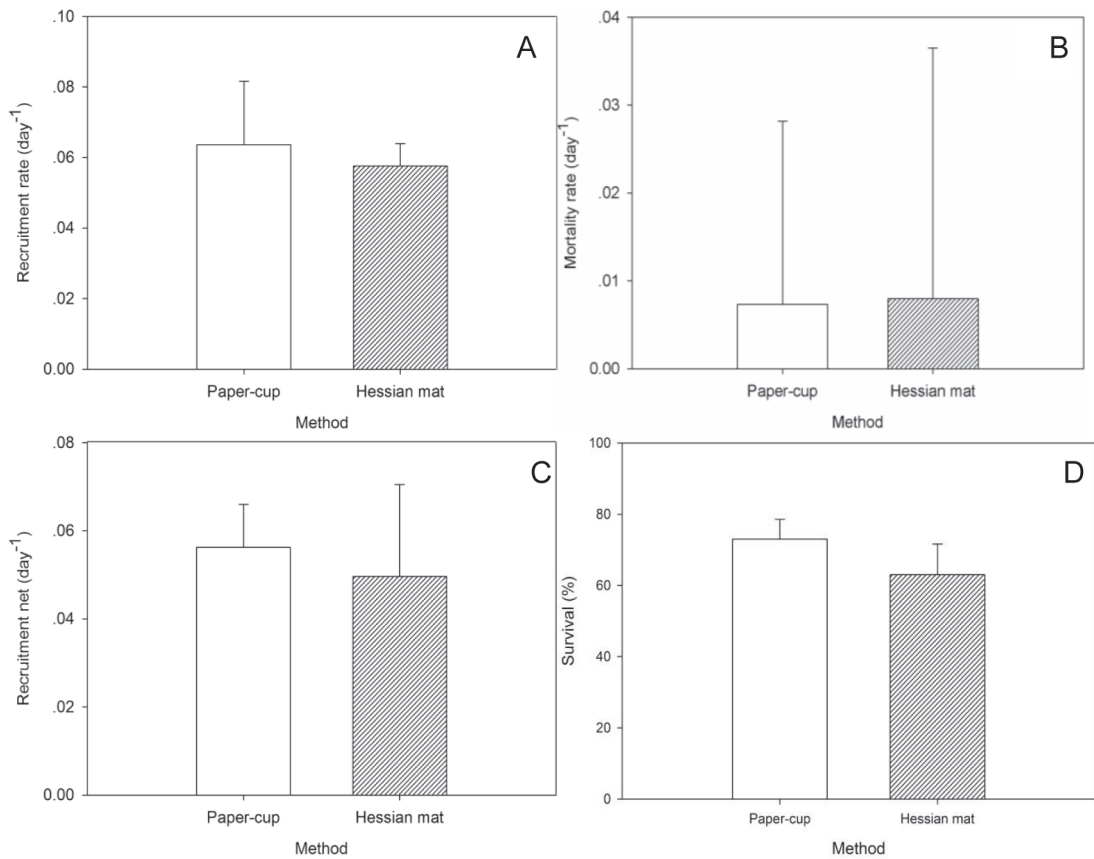 A
Recruitment rate (day-1)
.10
.08
.06
.04
.02
0.00
Paper-cup Hessian mat
Method
B
Mortality rate (day-1)
.04
.03
.02
.01
0.00
Paper-cup Hessian mat
Method
C
Recruitment net (day-1)
.08
.06
.04
.02
0.00
Paper-cup Hessian mat
Method
D
Survival (%)
100
80
60
40
20
0
Paper-cup Hessian mat
Method